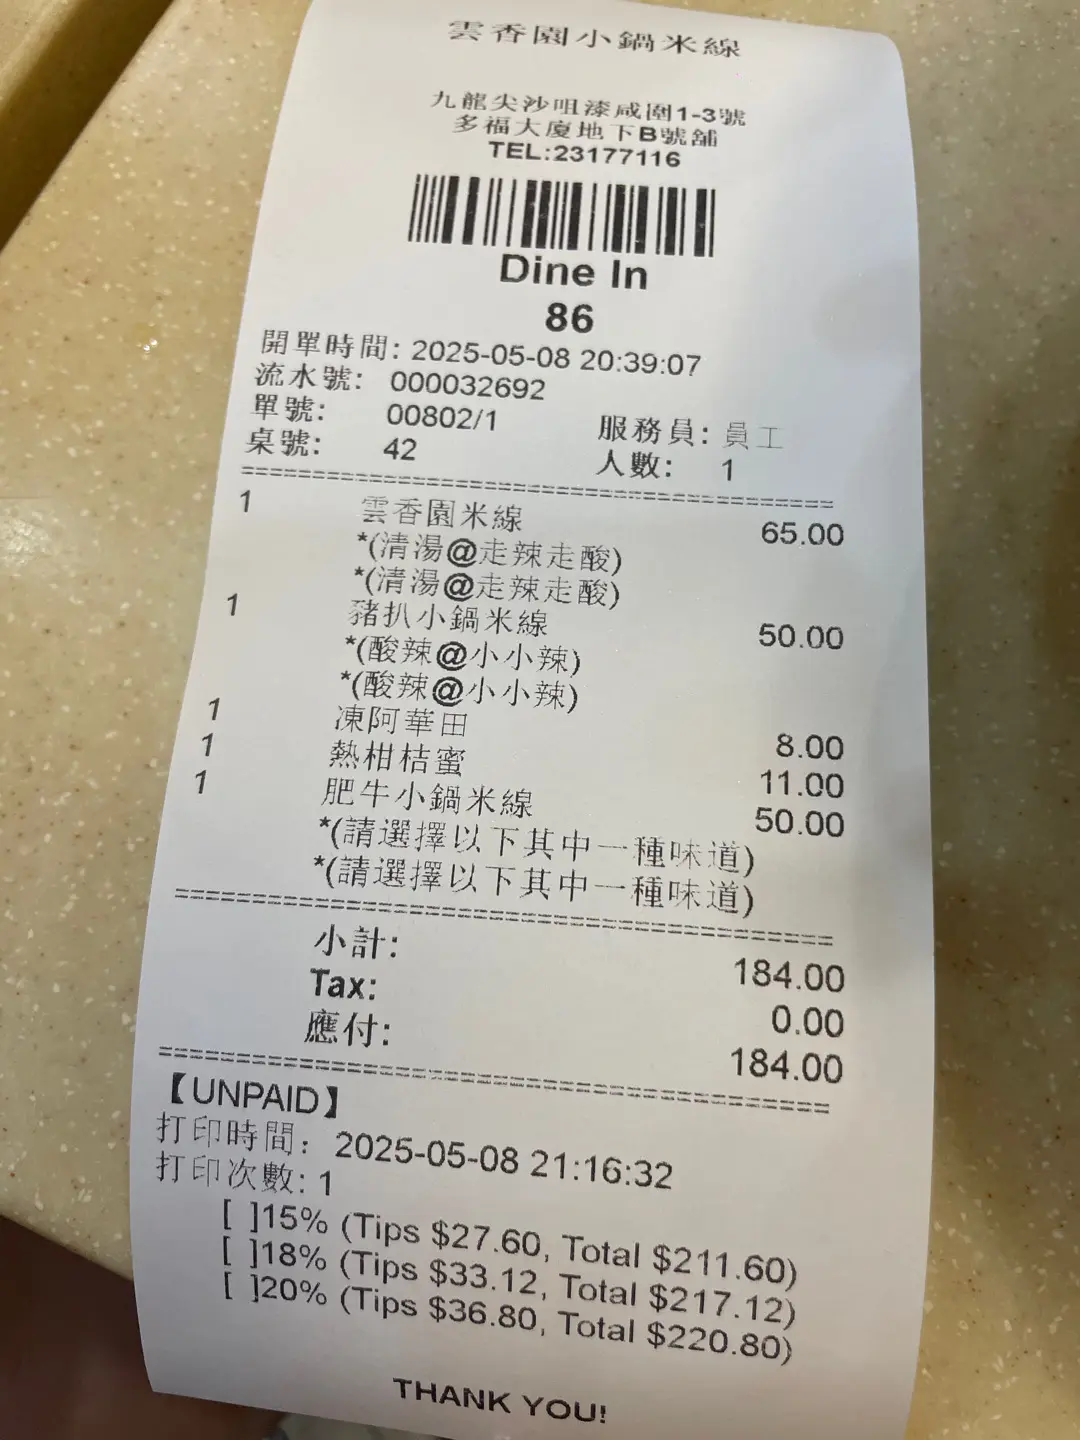 雲香園小鍋米線
九龍尖沙咀漆咸圍1-3號
多福大廈地下B號舖
TEL:23177116
Dine In
86
開單時間: 2025-05-08 20:39:07
流水號: 000032692
單號: 00802/1 服務員: 員工
桌號: 42 人數: 1
1 雲香園米線 65.00
*(清湯@走辣走酸)
*(清湯@走辣走酸)
1 豬扒小鍋米線 50.00
*(酸辣@小小辣)
*(酸辣@小小辣)
1 凍阿華田 8.00
1 熱柑桔蜜 11.00
1 肥牛小鍋米線 50.00
*(請選擇以下其中一種味道)
*(請選擇以下其中一種味道)
小計: 184.00
Tax: 0.00
應付: 184.00
【UNPAID】
打印時間: 2025-05-08 21:16:32
打印次數: 1
[ ]15% (Tips $27.60, Total $211.60)
[ ]18% (Tips $33.12, Total $217.12)
[ ]20% (Tips $36.80, Total $220.80)
THANK YOU!